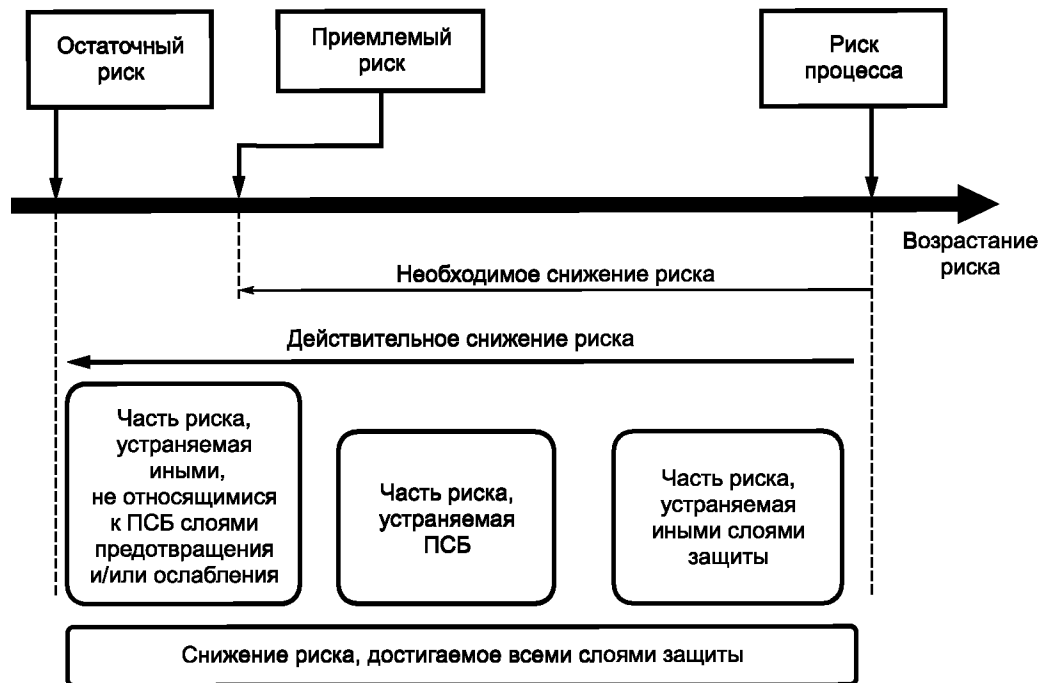 Остаточный
риск
Приемлемый
риск
Риск
процесса
Возрастание
риска
Необходимое снижение риска
Действительное снижение риска
Часть риска,
устраняемая
иными,
не относящимися
к ПСБ слоями
предотвращения
и/или ослабления
Часть риска,
устраняемая
ПСБ
Часть риска,
устраняемая
иными слоями
защиты
Снижение риска, достигаемое всеми слоями защиты